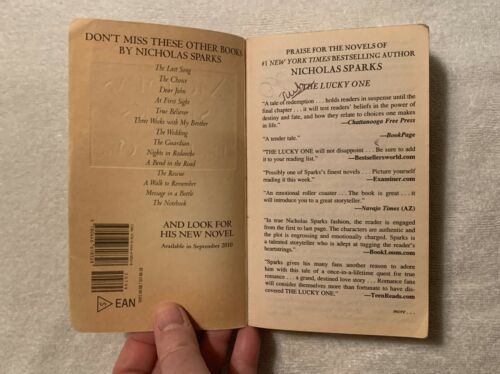 DON'T MISS THESE OTHER BOOKS
BY NICHOLAS SPARKS
The Last Song
The Choice
Dear John
At First Sight
True Believer
Three Weeks with My Brother
The Wedding
The Guardian
Nights in Rodanthe
A Bend in the Road
The Rescue
A Walk to Remember
Message in a Bottle
The Notebook
AND LOOK FOR
HIS NEW NOVEL
Available in September 2010
EAN
PRAISE FOR THE NOVELS OF
#1 NEW YORK TIMES BESTSELLING AUTHOR
NICHOLAS SPARKS
THE LUCKY ONE
"A tale of redemption . . . holds readers in suspense until the
final chapter . . . it will test readers' beliefs in the power of
destiny and fate, and how they relate to choices one makes
in life."
—Chattanooga Free Press
"A tender tale."
—BookPage
"THE LUCKY ONE will not disappoint . . . Be sure to add
it to your reading list."
—Bestsellersworld.com
"Possibly one of Sparks's finest novels . . . Picture yourself
reading it this week."
—Examiner.com
"An emotional roller coaster . . . The book is great . . . it
will introduce you to a great storyteller."
—Navajo Times (AZ)
"In true Nicholas Sparks fashion, the reader is engaged
from the first to last page. The characters are authentic and
the plot is engrossing and emotionally charged. Sparks is
a talented storyteller who is adept at tugging the reader's
heartstrings."
—BookLoons.com
"Sparks gives his many fans another reason to adore
him with this tale of a once-in-a-lifetime quest for true
romance . . . a grand, destined love story . . . Romance fans
will consider themselves more than fortunate to have dis-
covered THE LUCKY ONE."
—TeenReads.com
more . . .